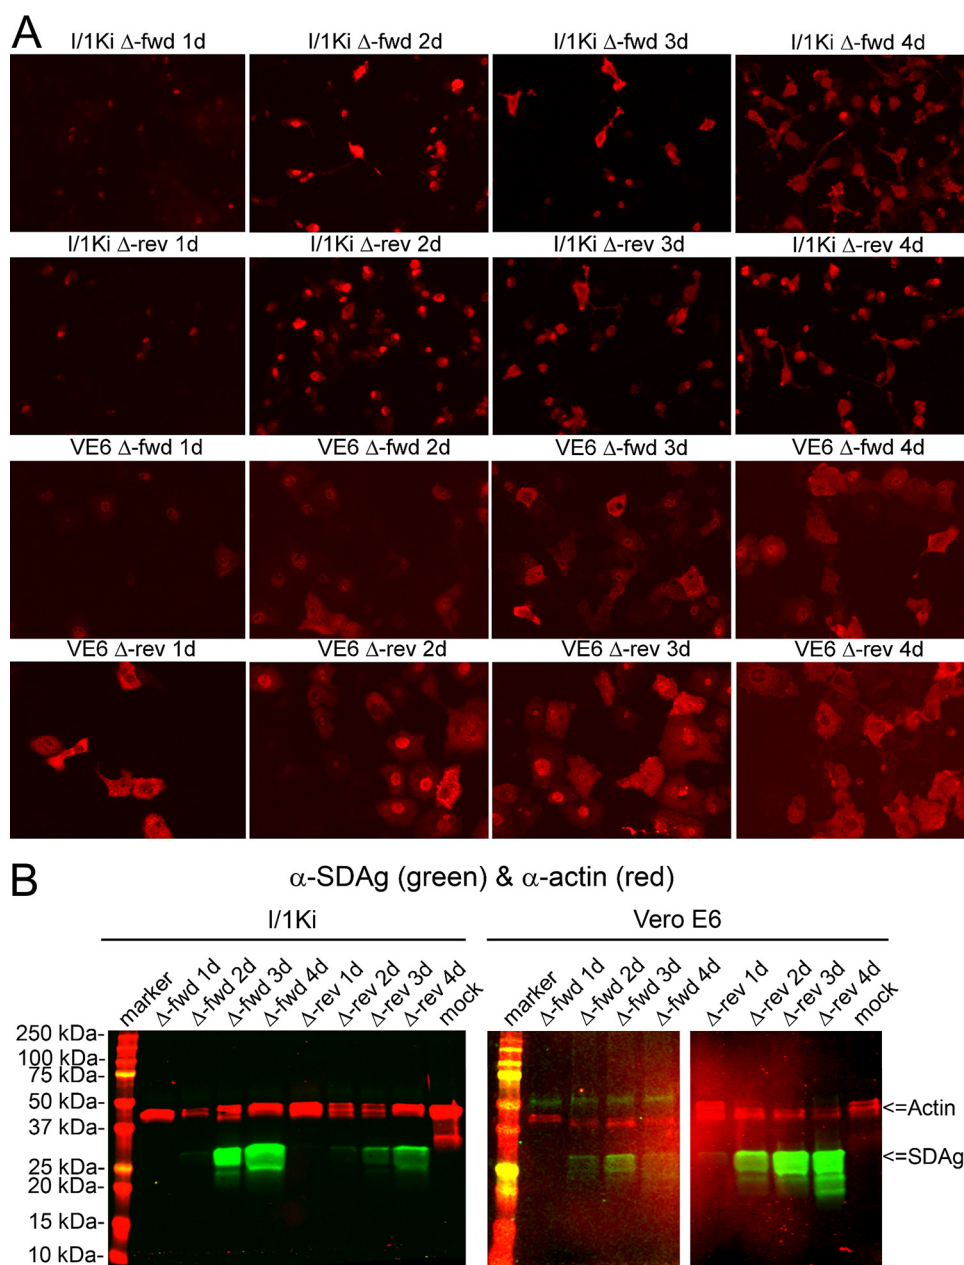 A
I/1Ki Δ-fwd 1d I/1Ki Δ-fwd 2d I/1Ki Δ-fwd 3d I/1Ki Δ-fwd 4d
I/1Ki Δ-rev 1d I/1Ki Δ-rev 2d I/1Ki Δ-rev 3d I/1Ki Δ-rev 4d
VE6 Δ-fwd 1d VE6 Δ-fwd 2d VE6 Δ-fwd 3d VE6 Δ-fwd 4d
VE6 Δ-rev 1d VE6 Δ-rev 2d VE6 Δ-rev 3d VE6 Δ-rev 4d
B
α-SDAg (green) & α-actin (red)
I/1Ki Vero E6
marker Δ-fwd 1d Δ-fwd 2d Δ-fwd 3d Δ-fwd 4d Δ-rev 1d Δ-rev 2d Δ-rev 3d Δ-rev 4d mock marker Δ-fwd 1d Δ-fwd 2d Δ-fwd 3d Δ-fwd 4d Δ-rev 1d Δ-rev 2d Δ-rev 3d Δ-rev 4d mock
250 kDa-
100 kDa-
75 kDa-
50 kDa- <=Actin
37 kDa-
25 kDa- <=SDAg
20 kDa-
15 kDa-
10 kDa-